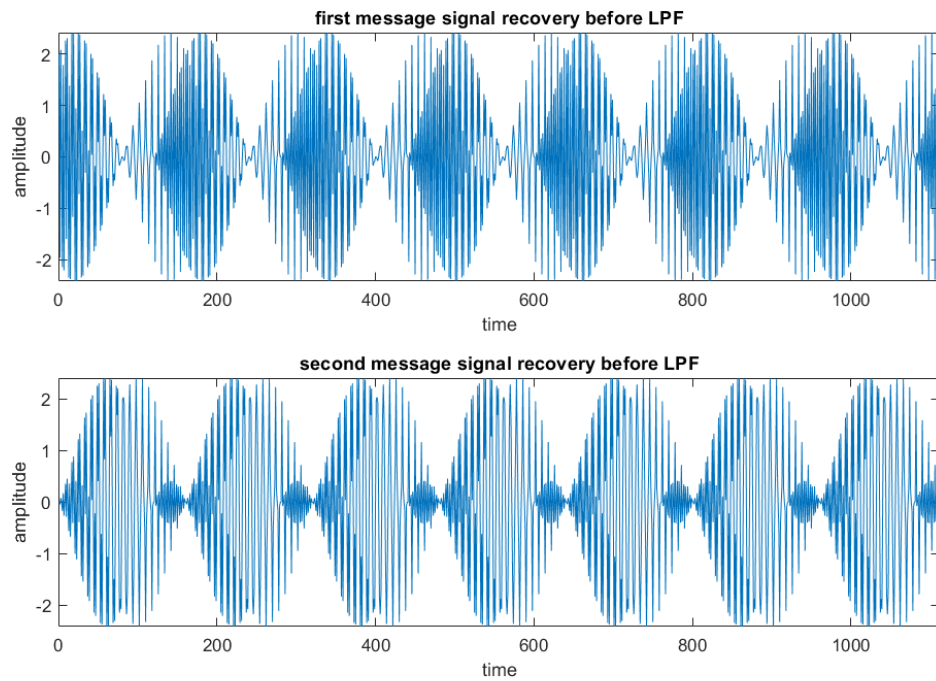 first message signal recovery before LPF
2
1
0
-1
-2
amplitude
0 200 400 600 800 1000
time
second message signal recovery before LPF
2
1
0
-1
-2
amplitude
0 200 400 600 800 1000
time